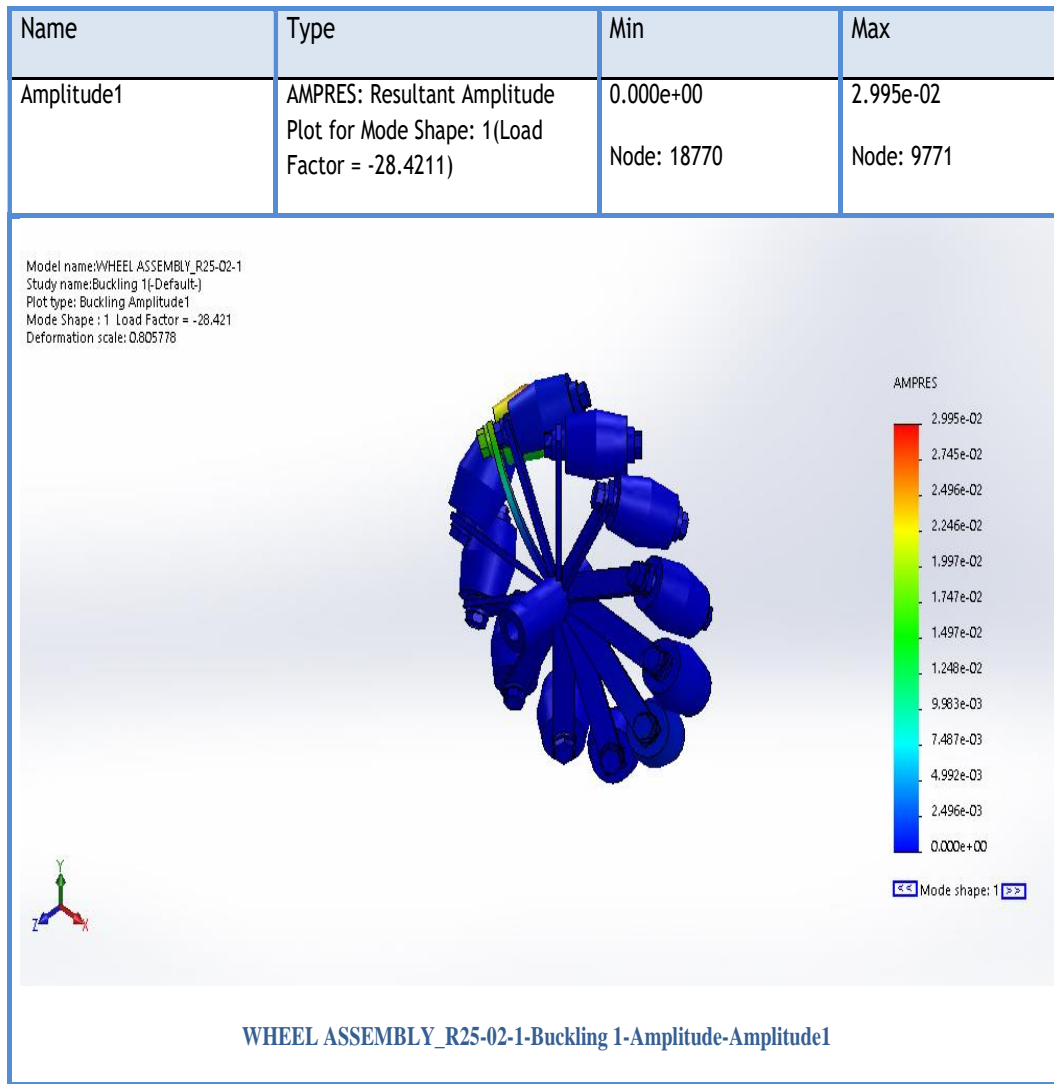 Name Type Min Max
Amplitude1 AMPRES: Resultant Amplitude 0.000e+00 2.995e-02
Plot for Mode Shape: 1(Load
Factor = -28.4211)
Node: 18770 Node: 9771
Model name:WHEEL ASSEMBLY_R25-02-1
Study name:Buckling 1(-Default-)
Plot type: Buckling Amplitude1
Mode Shape : 1 Load Factor = -28.421
Deformation scale: 0.805778
AMPRES
2.995e-02
2.745e-02
2.496e-02
2.246e-02
1.997e-02
1.747e-02
1.497e-02
1.248e-02
9.983e-03
7.487e-03
4.992e-03
2.496e-03
0.000e+00
<< Mode shape: 1 >>
Y
Z X
WHEEL ASSEMBLY_R25-02-1-Buckling 1-Amplitude-Amplitude1